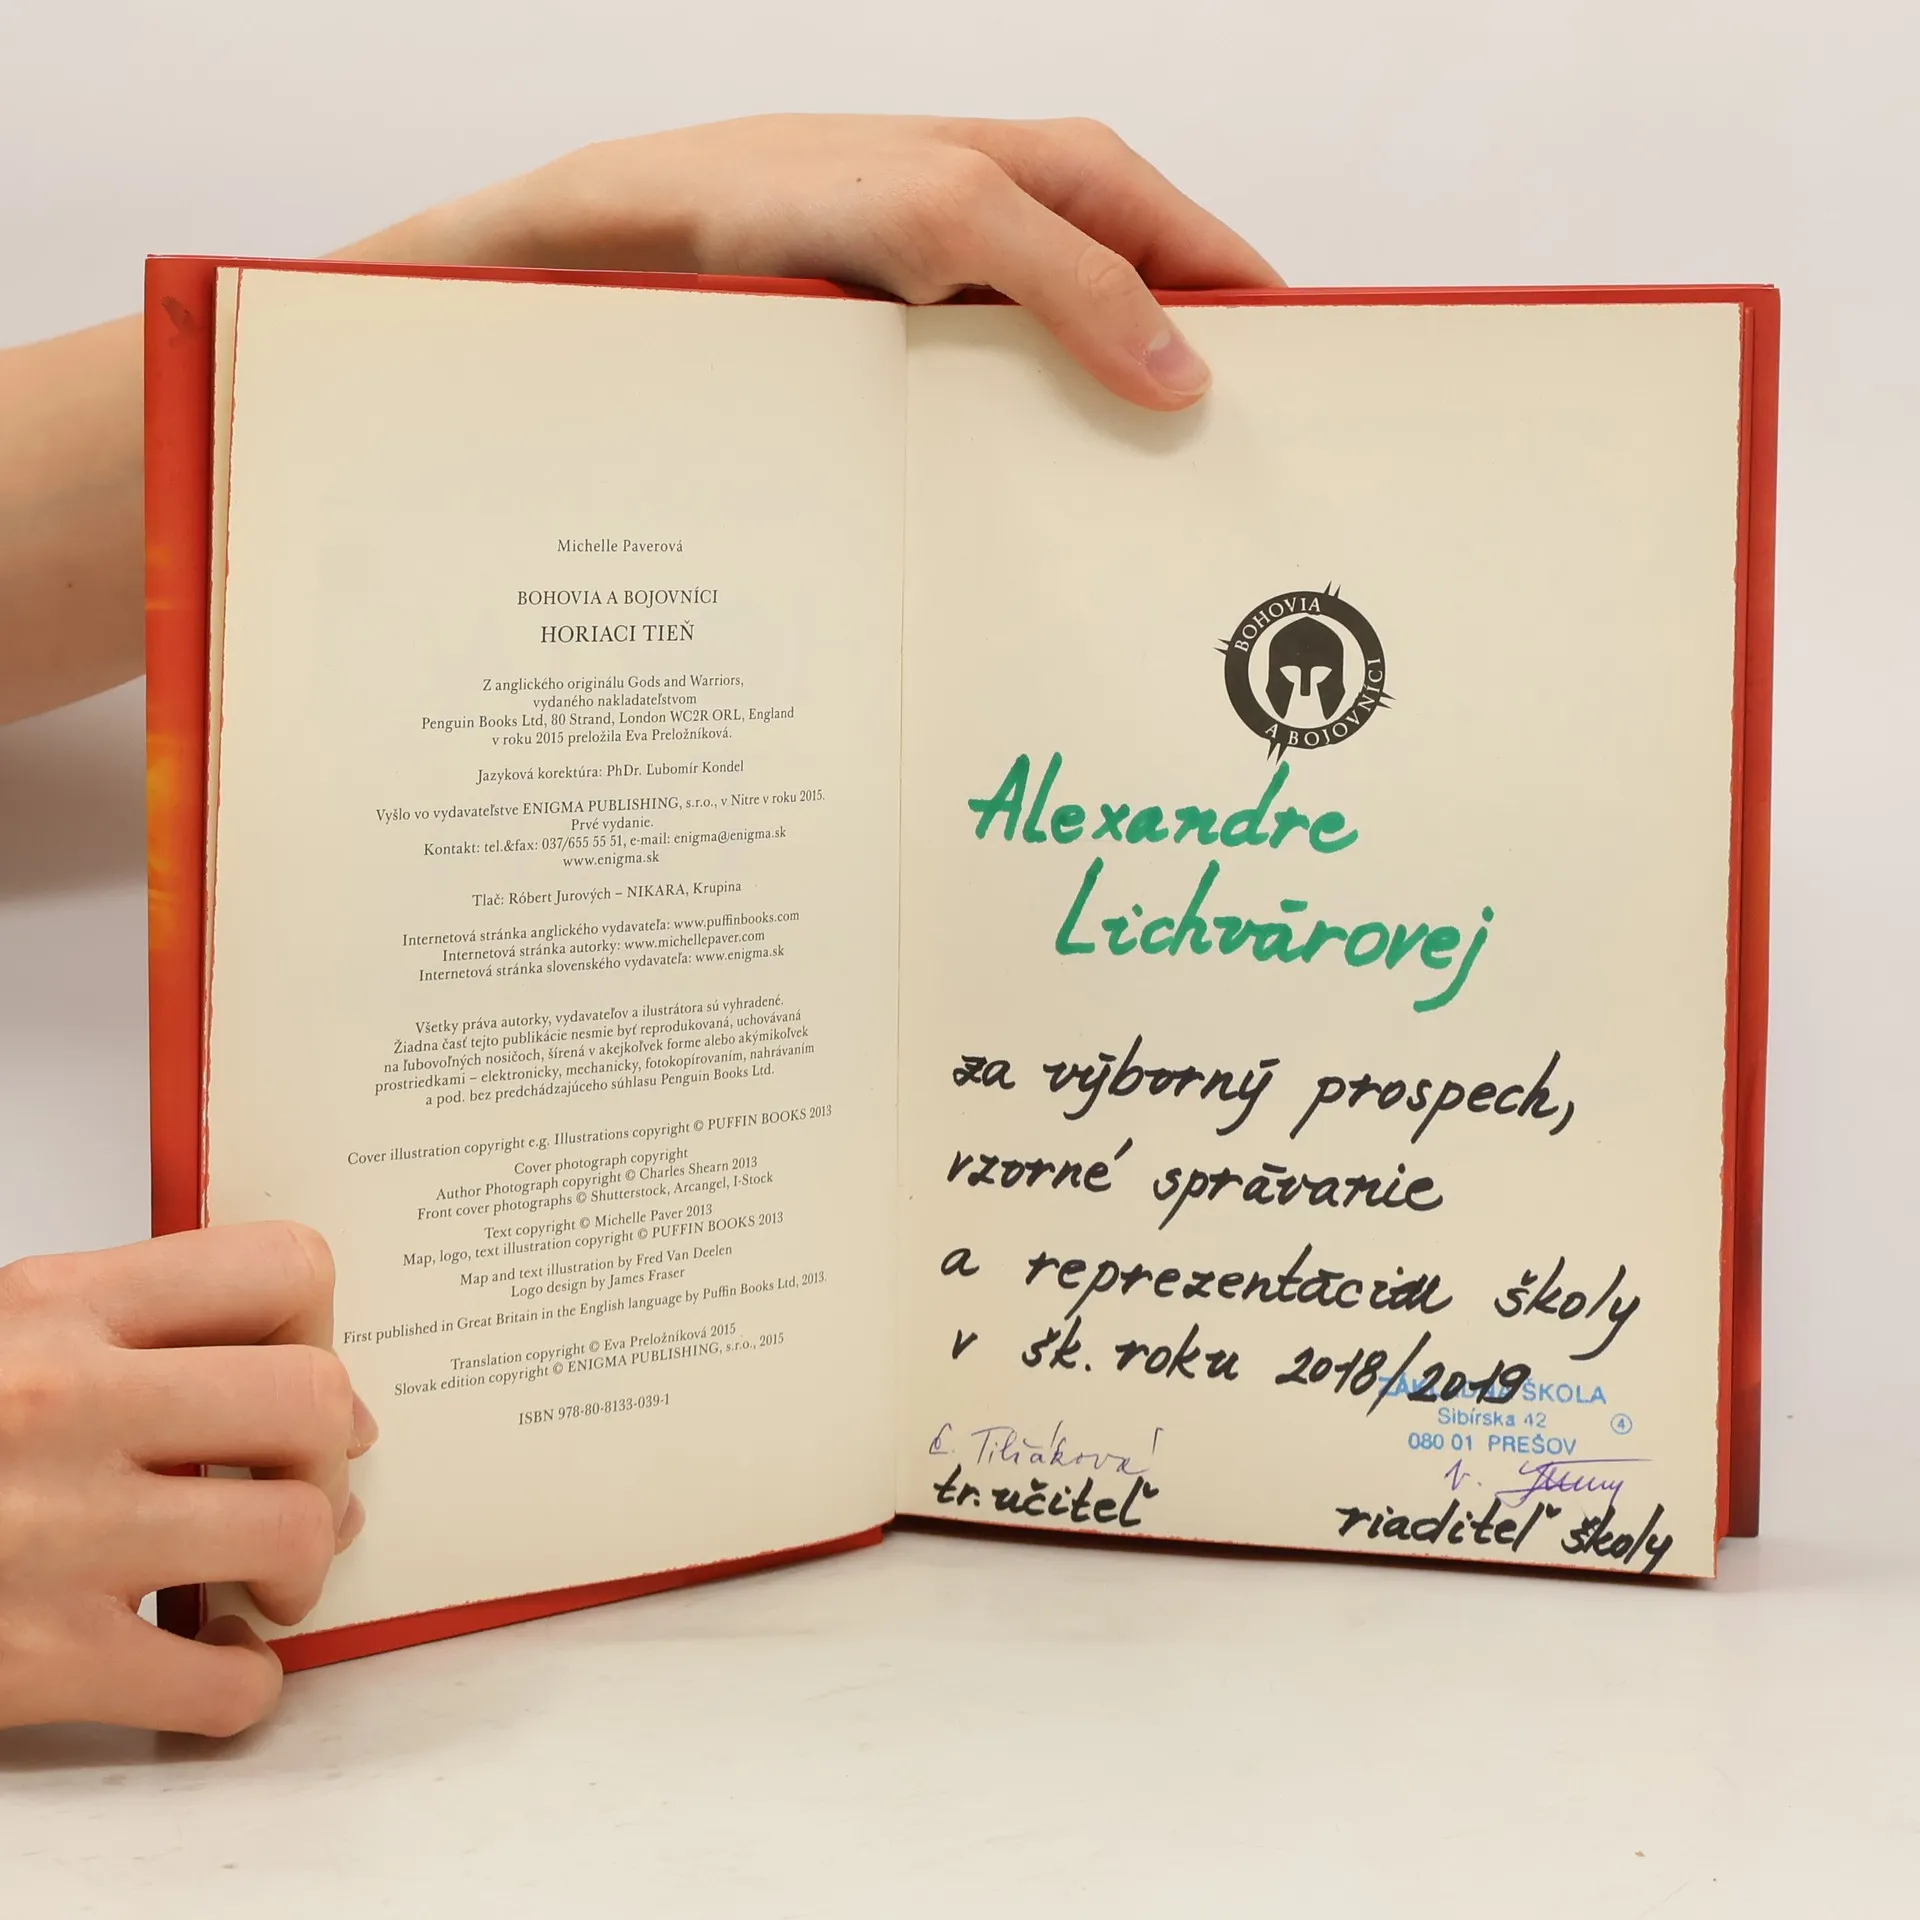 Michelle Paverová
BOHOVIA A BOJOVNÍCI
HORIACI TIEŇ
Z anglického originálu Gods and Warriors,
vydaného nakladateľstvom
Penguin Books Ltd, 80 Strand, London WC2R ORL, England
v roku 2015 preložila Eva Preložníková.
Jazyková korektúra: PhDr. Ľubomír Kondel
Vyšlo vo vydavateľstve ENIGMA PUBLISHING, s.r.o., v Nitre v roku 2015.
Prvé vydanie.
Kontakt: tel.&fax: 037/655 55 51, e-mail: enigma@enigma.sk
www.enigma.sk
Tlač: Róbert Jurových – NIKARA, Krupina
Internetová stránka anglického vydavateľa: www.puffinbooks.com
Internetová stránka autorky: www.michellepaver.com
Internetová stránka slovenského vydavateľa: www.enigma.sk
Všetky práva autorky, vydavateľov a ilustrátora sú vyhradené.
Žiadna časť tejto publikácie nesmie byť reprodukovaná, uchovávaná
na ľubovoľných nosičoch, šírená v akejkoľvek forme alebo akýmikoľvek
prostriedkami – elektronicky, mechanicky, fotokopírovaním, nahrávaním
a pod. bez predchádzajúceho súhlasu Penguin Books Ltd.
Cover illustration copyright e.g. Illustrations copyright © PUFFIN BOOKS 2013
Cover photograph copyright
Author Photograph copyright © Charles Shearn 2013
Front cover photographs © Shutterstock, Arcangel, I-Stock
Text copyright © Michelle Paver 2013
Map, logo, text illustration copyright © PUFFIN BOOKS 2013
Map and text illustration by Fred Van Deelen
Logo design by James Fraser
First published in Great Britain in the English language by Puffin Books Ltd, 2013.
Translation copyright © Eva Preložníková 2015
Slovak edition copyright © ENIGMA PUBLISHING, s.r.o., 2015
ISBN 978-80-8133-039-1
BOHOVIA
A BOJOVNÍCI
Alexandre
Lichvárovej
za výborný prospech,
vzorné správanie
a reprezentáciu školy
v šk. roku 2018/2019
ZÁKLADNÁ ŠKOLA
Sibírska 42
4
080 01 PREŠOV
tr. učiteľ
riaditeľ školy